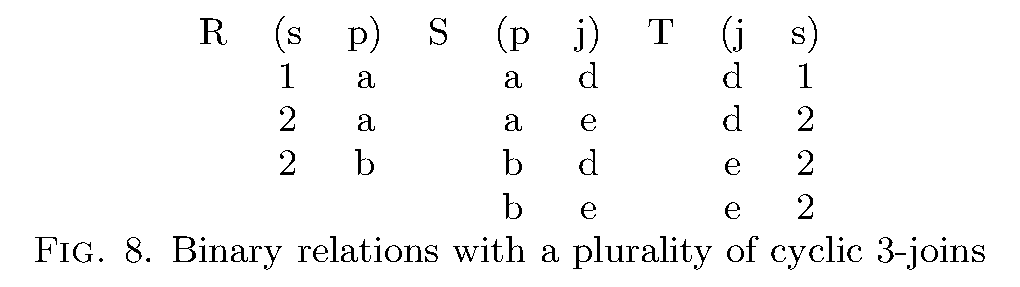 R (s p) S (p j) T (j s)
1 a a d d 1
2 a a e d 2
2 b b d e 2
b e e 2
FIG. 8. Binary relations with a plurality of cyclic 3-joins